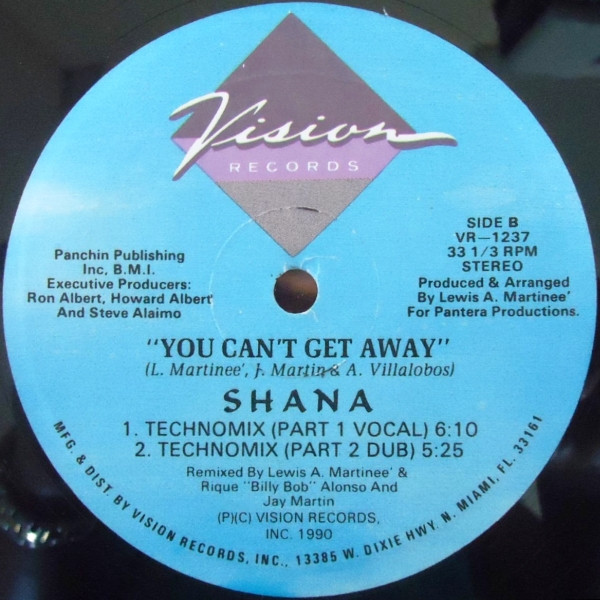 Vision
RECORDS
Panchin Publishing
Inc, B.M.I.
Executive Producers:
Ron Albert, Howard Albert
And Steve Alaimo
SIDE B
VR—1237
33 1/3 RPM
STEREO
Produced & Arranged
By Lewis A. Martinee'
For Pantera Productions.
"YOU CAN'T GET AWAY"
(L. Martinee', J. Martin & A. Villalobos)
SHANA
1. TECHNOMIX (PART 1 VOCAL) 6:10
2. TECHNOMIX (PART 2 DUB) 5:25
Remixed By Lewis A. Martinee' &
Rique "Billy Bob" Alonso And
Jay Martin
(P)(C) VISION RECORDS,
INC. 1990
MFG. & DIST. BY VISION RECORDS, INC., 13385 W. DIXIE HWY. N. MIAMI, FL. 33161